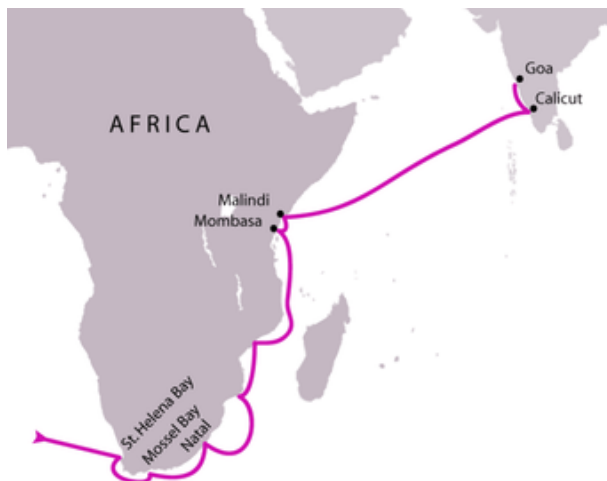 Goa
Calicut
AFRICA
Malindi
Mombasa
St. Helena Bay
Mossel Bay
Natal